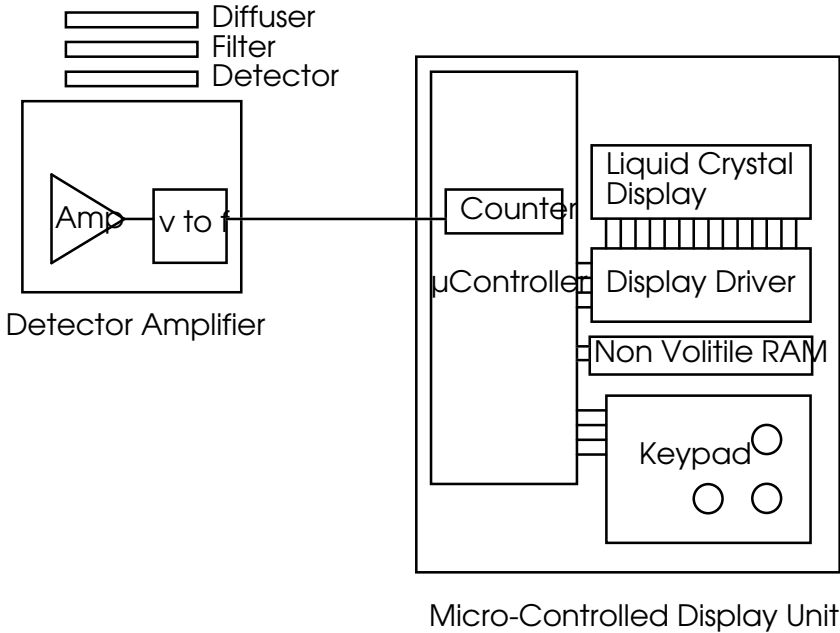 Diffuser
Filter
Detector
Amp
v to f
Detector Amplifier
Counter
µController
Liquid Crystal
Display
Display Driver
Non Volitile RAM
Keypad
Micro-Controlled Display Unit